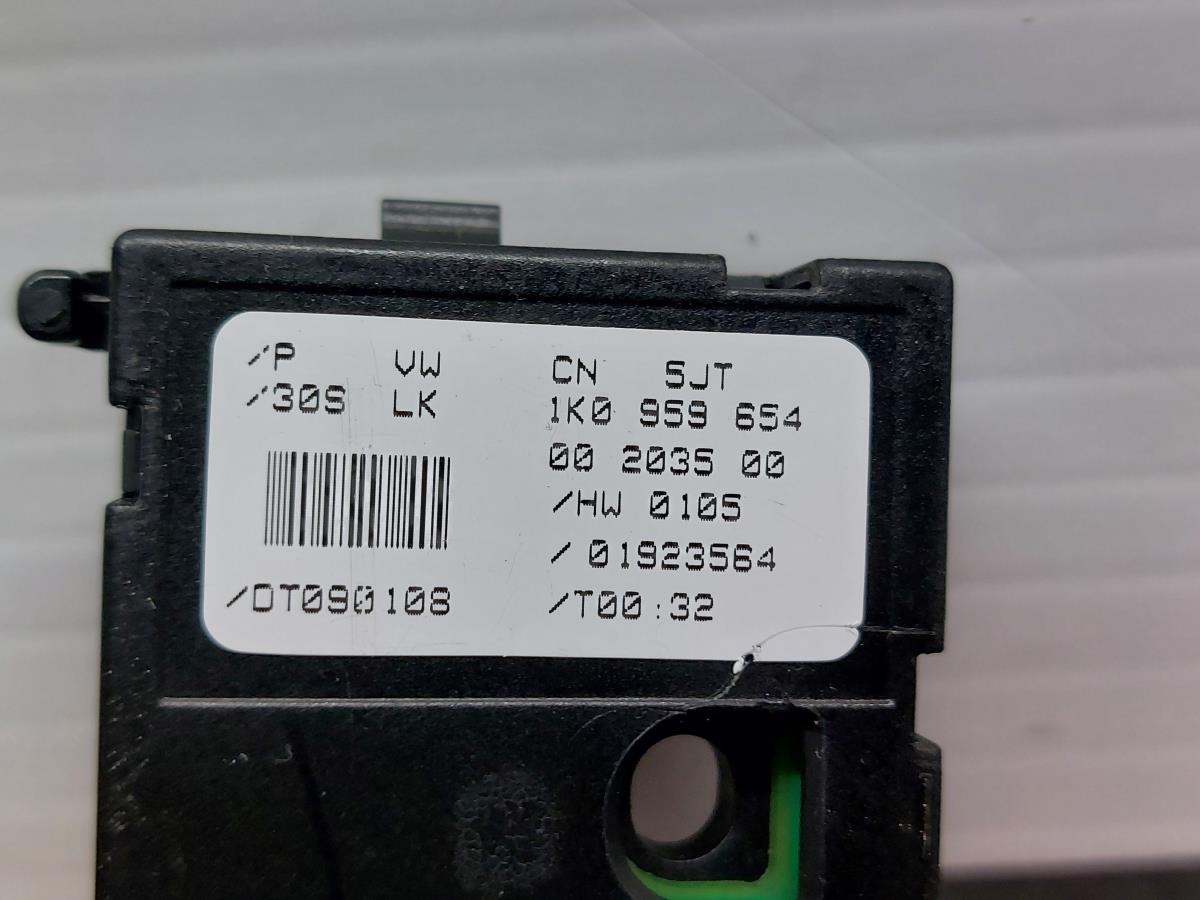 /P VW CN SJT
/30S LK 1K0 959 654
00 2035 00
/HW 0105
/ 01923564
/DT090108 /T00:32